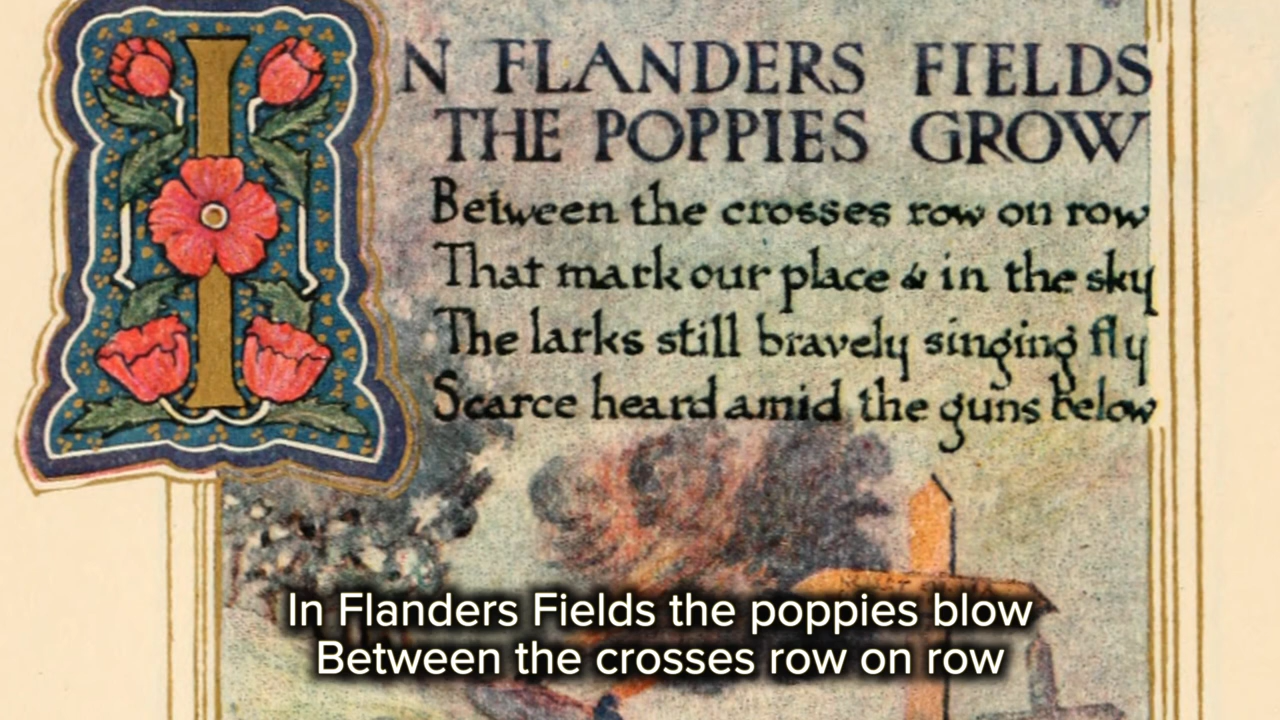 IN FLANDERS FIELDS
THE POPPIES GROW
Between the crosses row on row
That mark our place & in the sky
The larks still bravely singing fly
Scarce heard amid the guns below
In Flanders Fields the poppies blow
Between the crosses row on row